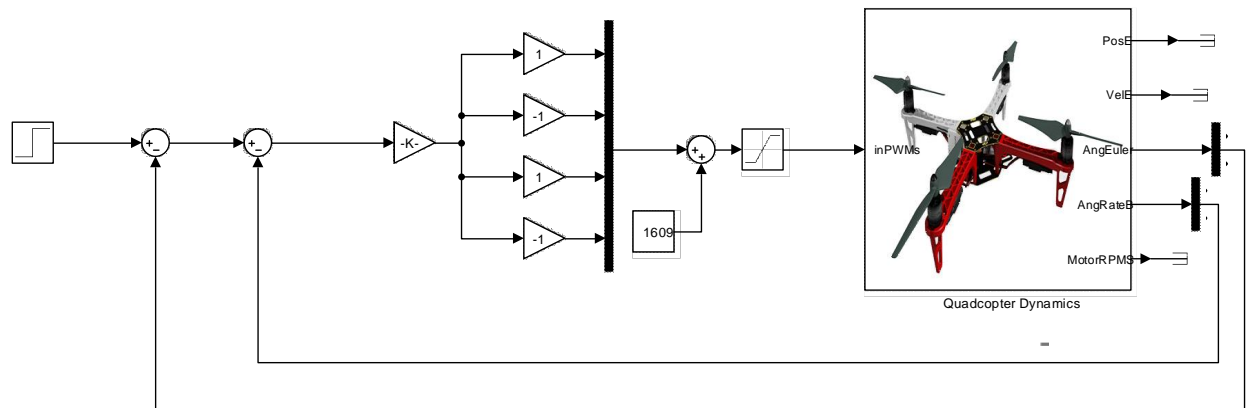 1
-1
1
-1
-K-
1609
inPWMs
PosE
VelE
AngEuler
AngRateB
MotorRPMS
Quadcopter Dynamics